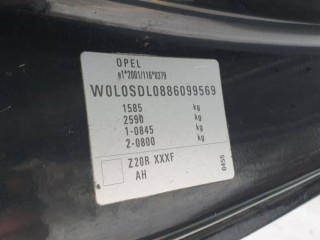 OPEL
e1*2001/116*0379
W0L0SDL0886099569
1585 kg
2590 kg
1-0845 kg
2-0800 kg
Z20R XXXF
AH
0455